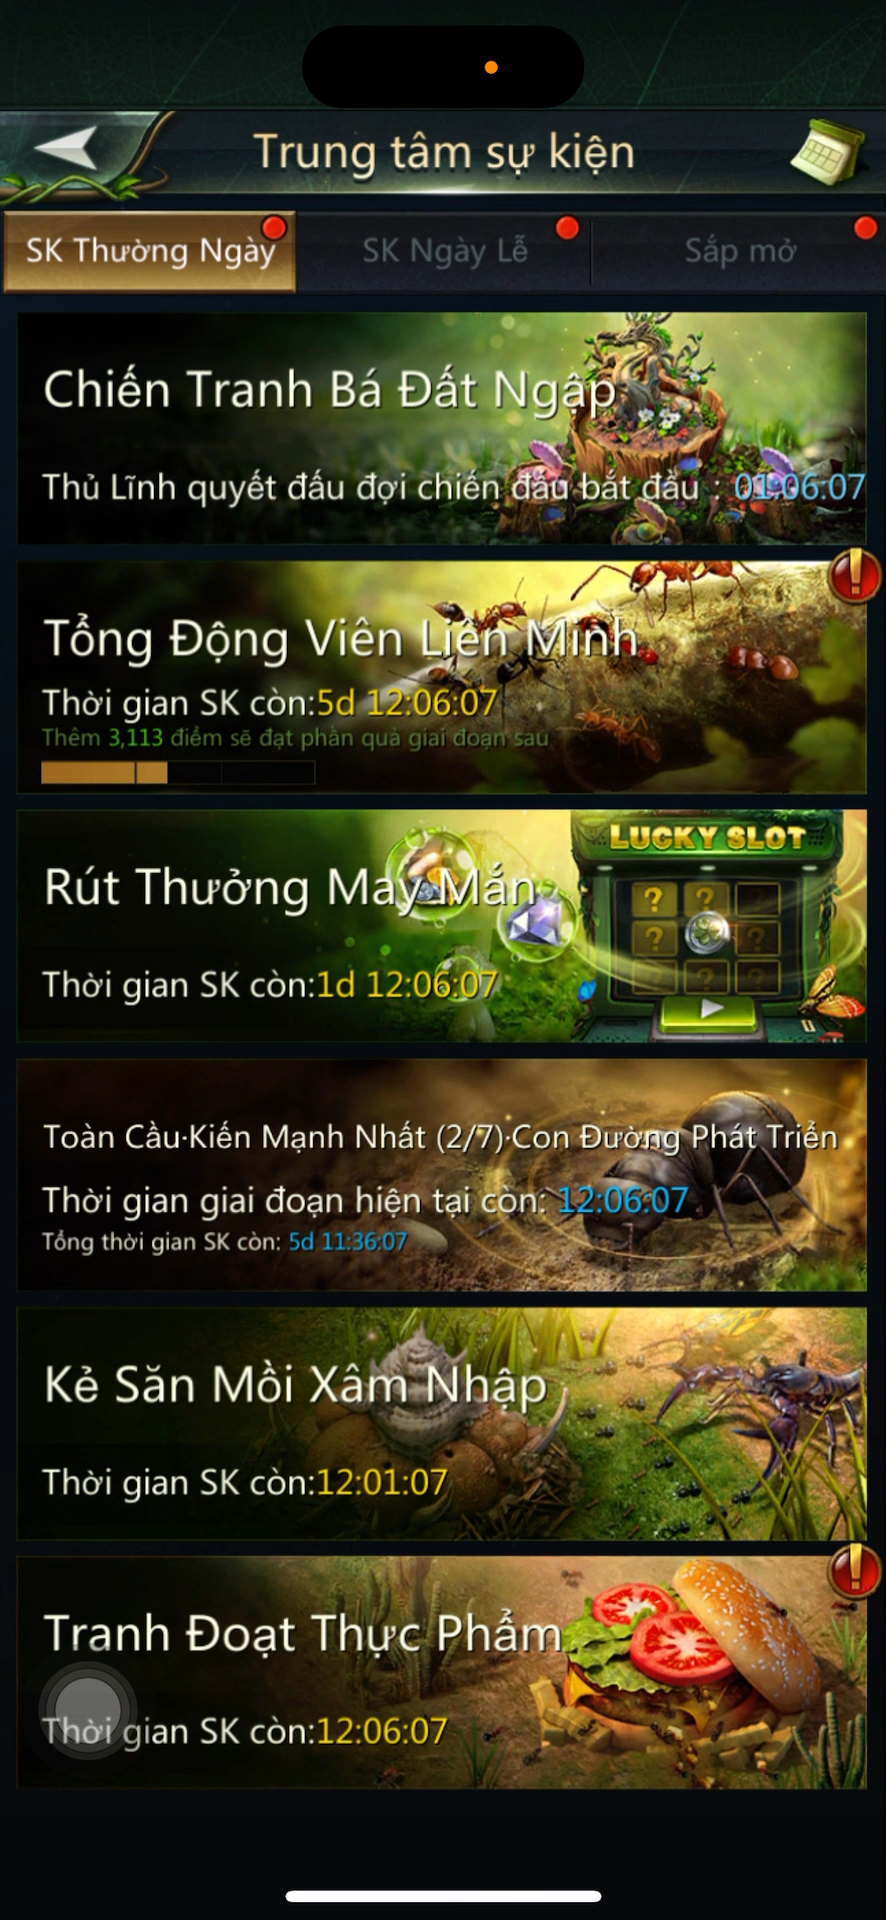 Trung tâm sự kiện
SK Thường Ngày
SK Ngày Lễ
Sắp mở
Chiến Tranh Bá Đất Ngập
Thủ Lĩnh quyết đấu đợi chiến đấu bắt đầu : 01:06:07
Tổng Động Viên Liên Minh
Thời gian SK còn:5d 12:06:07
Thêm 3,113 điểm sẽ đạt phần quà giai đoạn sau
Rút Thưởng May Mắn
LUCKY SLOT
Thời gian SK còn:1d 12:06:07
Toàn Cầu·Kiến Mạnh Nhất (2/7)·Con Đường Phát Triển
Thời gian giai đoạn hiện tại còn: 12:06:07
Tổng thời gian SK còn: 5d 11:36:07
Kẻ Săn Mồi Xâm Nhập
Thời gian SK còn:12:01:07
Tranh Đoạt Thực Phẩm
Thời gian SK còn:12:06:07